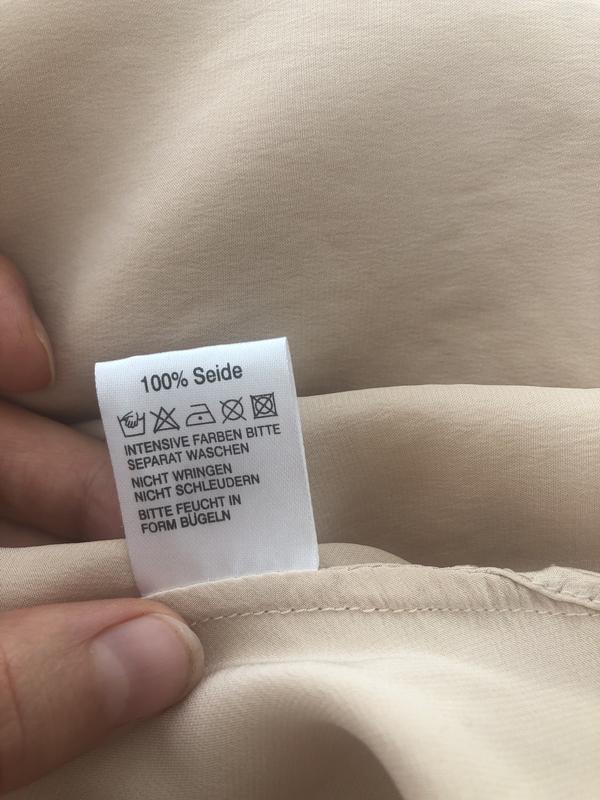 100% Seide
INTENSIVE FARBEN BITTE
SEPARAT WASCHEN
NICHT WRINGEN
NICHT SCHLEUDERN
BITTE FEUCHT IN
FORM BÜGELN